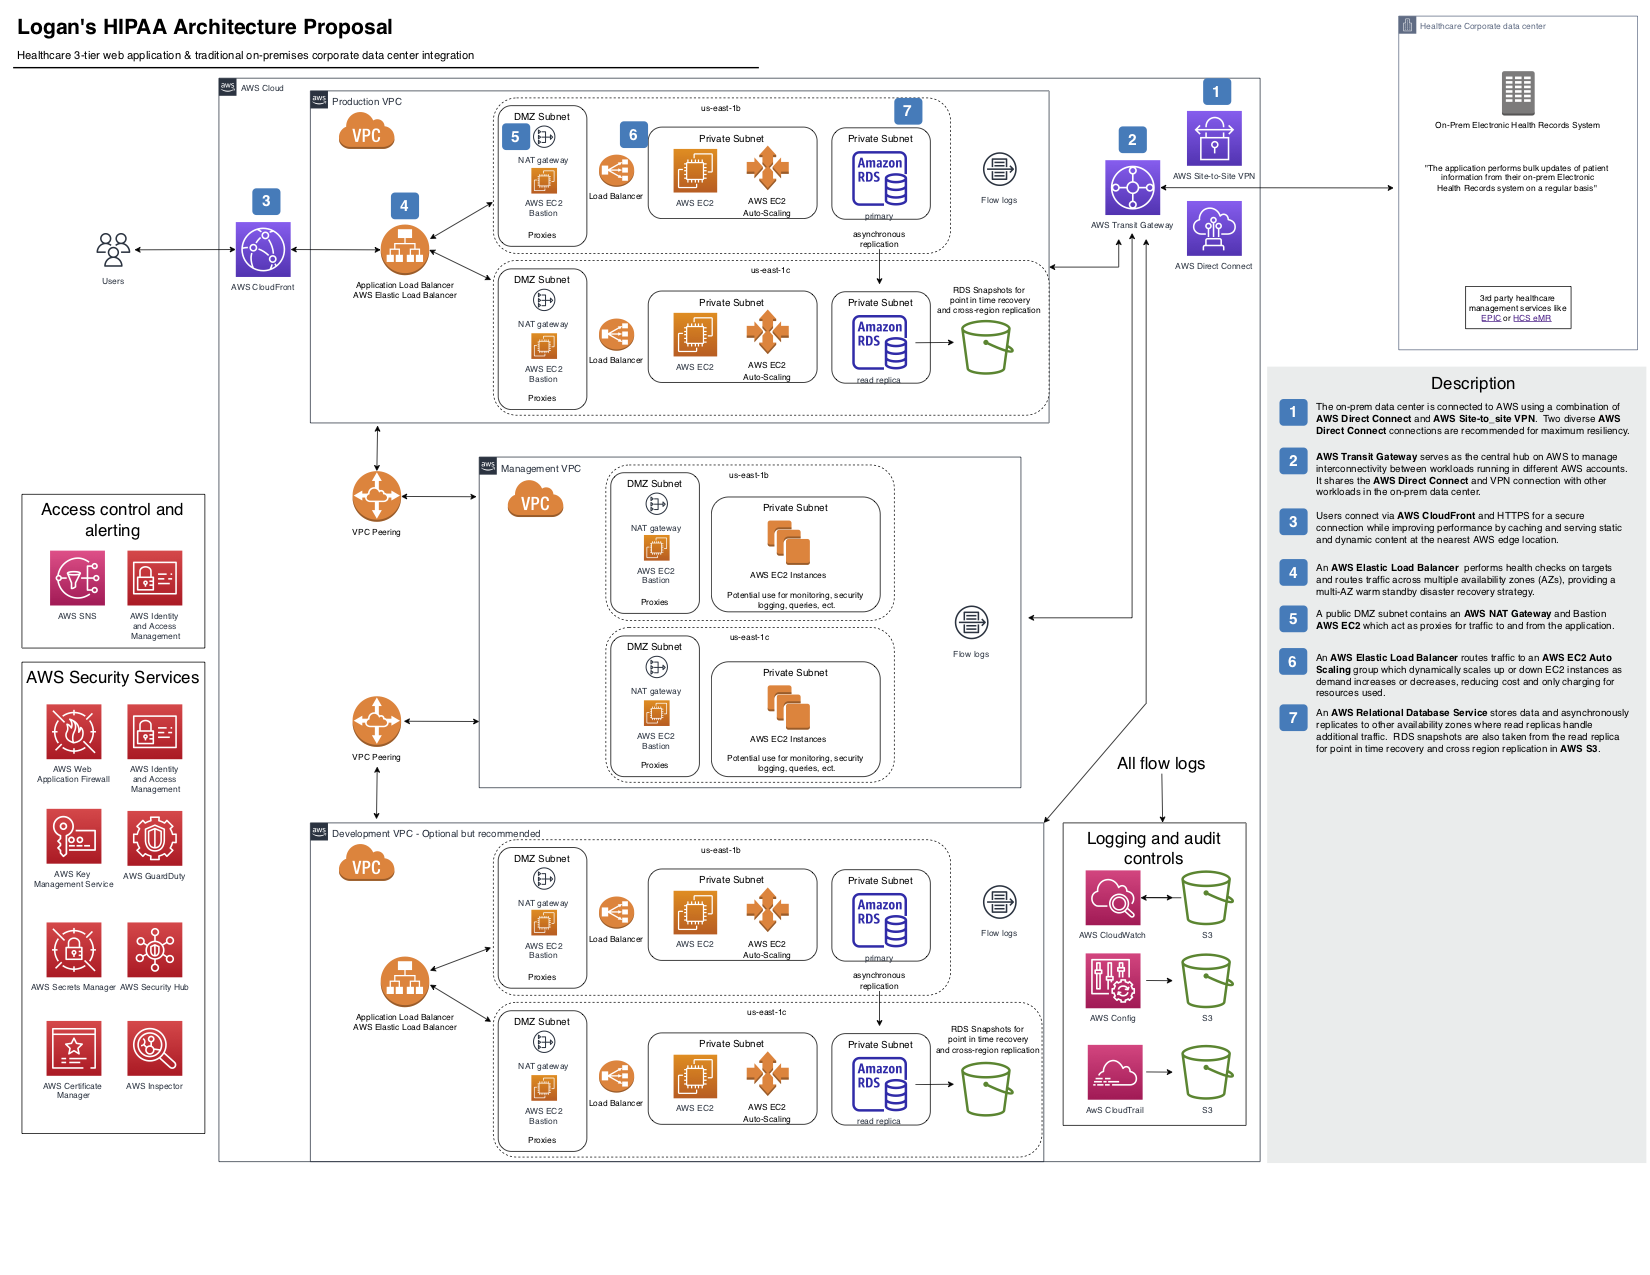 Logan's HIPAA Architecture Proposal
Healthcare 3-tier web application & traditional on-premises corporate data center integration
aws
AWS Cloud
aws
Production VPC
VPC
us-east-1b
DMZ Subnet
5
NAT gateway
AWS EC2
Bastion
Proxies
6
Load Balancer
Private Subnet
AWS EC2
AWS EC2
Auto-Scaling
7
Private Subnet
Amazon
RDS
primary
asynchronous
replication
Flow logs
Users
3
AWS CloudFront
4
Application Load Balancer
AWS Elastic Load Balancer
us-east-1c
DMZ Subnet
NAT gateway
AWS EC2
Bastion
Proxies
Load Balancer
Private Subnet
AWS EC2
AWS EC2
Auto-Scaling
Private Subnet
Amazon
RDS
read replica
RDS Snapshots for
point in time recovery
and cross-region replication
1
AWS Site-to-Site VPN
2
AWS Transit Gateway
AWS Direct Connect
Healthcare Corporate data center
On-Prem Electronic Health Records System
"The application performs bulk updates of patient
information from their on-prem Electronic
Health Records system on a regular basis"
3rd party healthcare
management services like
EPIC or HCS eMR
VPC Peering
aws
Management VPC
VPC
us-east-1b
DMZ Subnet
NAT gateway
AWS EC2
Bastion
Proxies
Private Subnet
AWS EC2 Instances
Potential use for monitoring, security
logging, queries, ect.
us-east-1c
DMZ Subnet
NAT gateway
AWS EC2
Bastion
Proxies
Private Subnet
AWS EC2 Instances
Potential use for monitoring, security
logging, queries, ect.
Flow logs
VPC Peering
Access control and
alerting
AWS SNS
AWS Identity
and Access
Management
AWS Security Services
AWS Web
Application Firewall
AWS Identity
and Access
Management
AWS Key
Management Service
AWS GuardDuty
AWS Secrets Manager
AWS Security Hub
AWS Certificate
Manager
AWS Inspector
aws
Development VPC - Optional but recommended
VPC
us-east-1b
DMZ Subnet
NAT gateway
AWS EC2
Bastion
Proxies
Load Balancer
Private Subnet
AWS EC2
AWS EC2
Auto-Scaling
Private Subnet
Amazon
RDS
primary
asynchronous
replication
Flow logs
Application Load Balancer
AWS Elastic Load Balancer
us-east-1c
DMZ Subnet
NAT gateway
AWS EC2
Bastion
Proxies
Load Balancer
Private Subnet
AWS EC2
AWS EC2
Auto-Scaling
Private Subnet
Amazon
RDS
read replica
RDS Snapshots for
point in time recovery
and cross-region replication
All flow logs
Logging and audit
controls
AWS CloudWatch
S3
AWS Config
S3
AwS CloudTrail
S3
Description
1
The on-prem data center is connected to AWS using a combination of
AWS Direct Connect and AWS Site-to_site VPN.  Two diverse AWS
Direct Connect connections are recommended for maximum resiliency.
2
AWS Transit Gateway serves as the central hub on AWS to manage
interconnectivity between workloads running in different AWS accounts.
It shares the AWS Direct Connect and VPN connection with other
workloads in the on-prem data center.
3
Users connect via AWS CloudFront and HTTPS for a secure
connection while improving performance by caching and serving static
and dynamic content at the nearest AWS edge location.
4
An AWS Elastic Load Balancer  performs health checks on targets
and routes traffic across multiple availability zones (AZs), providing a
multi-AZ warm standby disaster recovery strategy.
5
A public DMZ subnet contains an AWS NAT Gateway and Bastion
AWS EC2 which act as proxies for traffic to and from the application.
6
An AWS Elastic Load Balancer routes traffic to an AWS EC2 Auto
Scaling group which dynamically scales up or down EC2 instances as
demand increases or decreases, reducing cost and only charging for
resources used.
7
An AWS Relational Database Service stores data and asynchronously
replicates to other availability zones where read replicas handle
additional traffic.  RDS snapshots are also taken from the read replica
for point in time recovery and cross region replication in AWS S3.